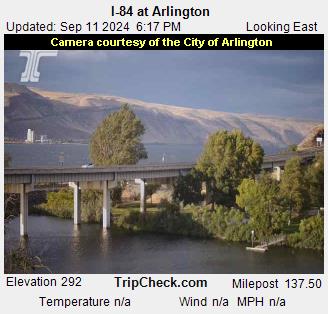 I-84 at Arlington
Updated: Sep 11 2024 6:17 PM Looking East
Camera courtesy of the City of Arlington
Elevation 292 TripCheck.com Milepost 137.50
Temperature n/a Wind n/a MPH n/a